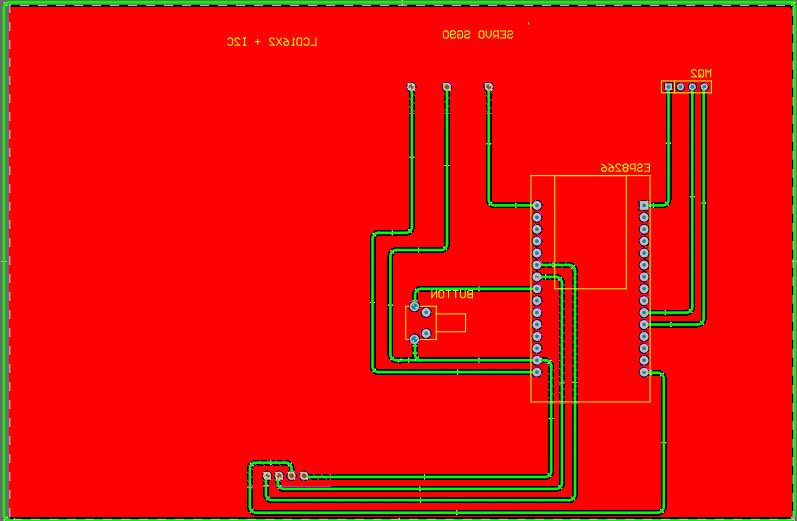 SERVO SG90
LCD16X2 + I2C
MQ2
ESP8266
BUTTON